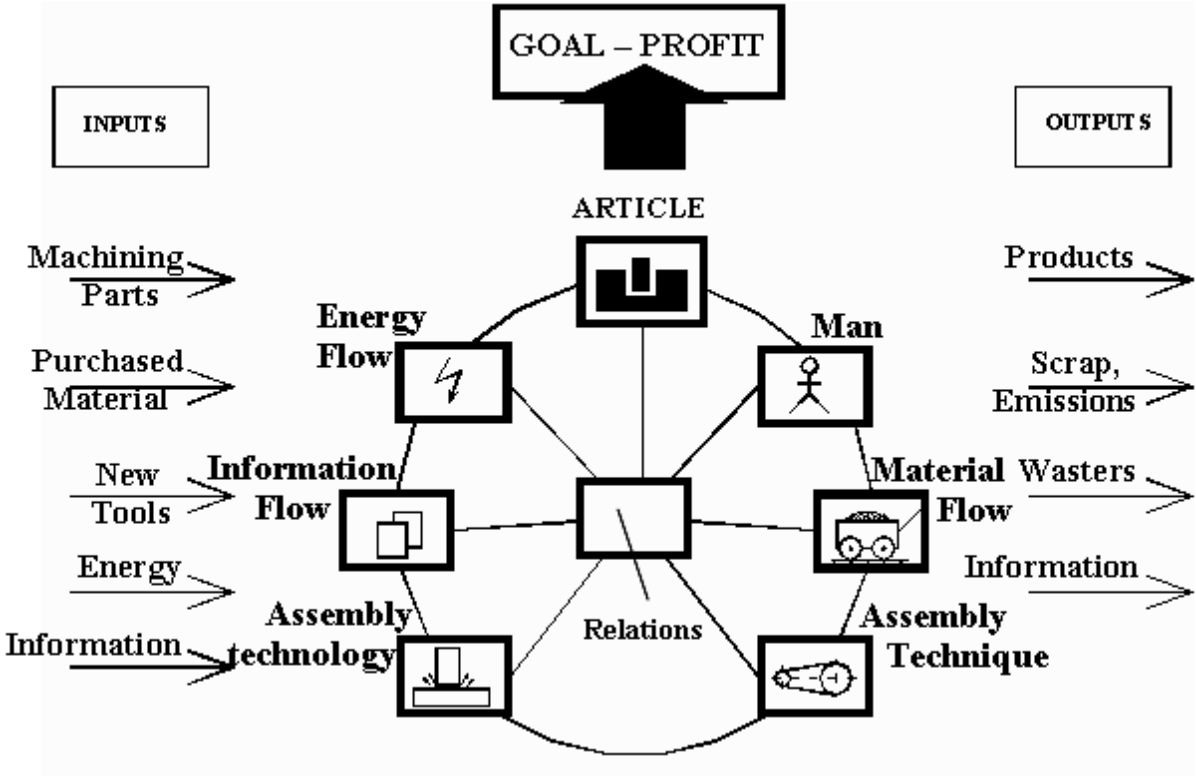 GOAL – PROFIT
INPUTS
OUTPUTS
ARTICLE
Machining
Parts
Purchased
Material
New
Tools
Energy
Information
Energy
Flow
Information
Flow
Assembly
technology
Relations
Man
Material
Flow
Assembly
Technique
Products
Scrap,
Emissions
Wasters
Information